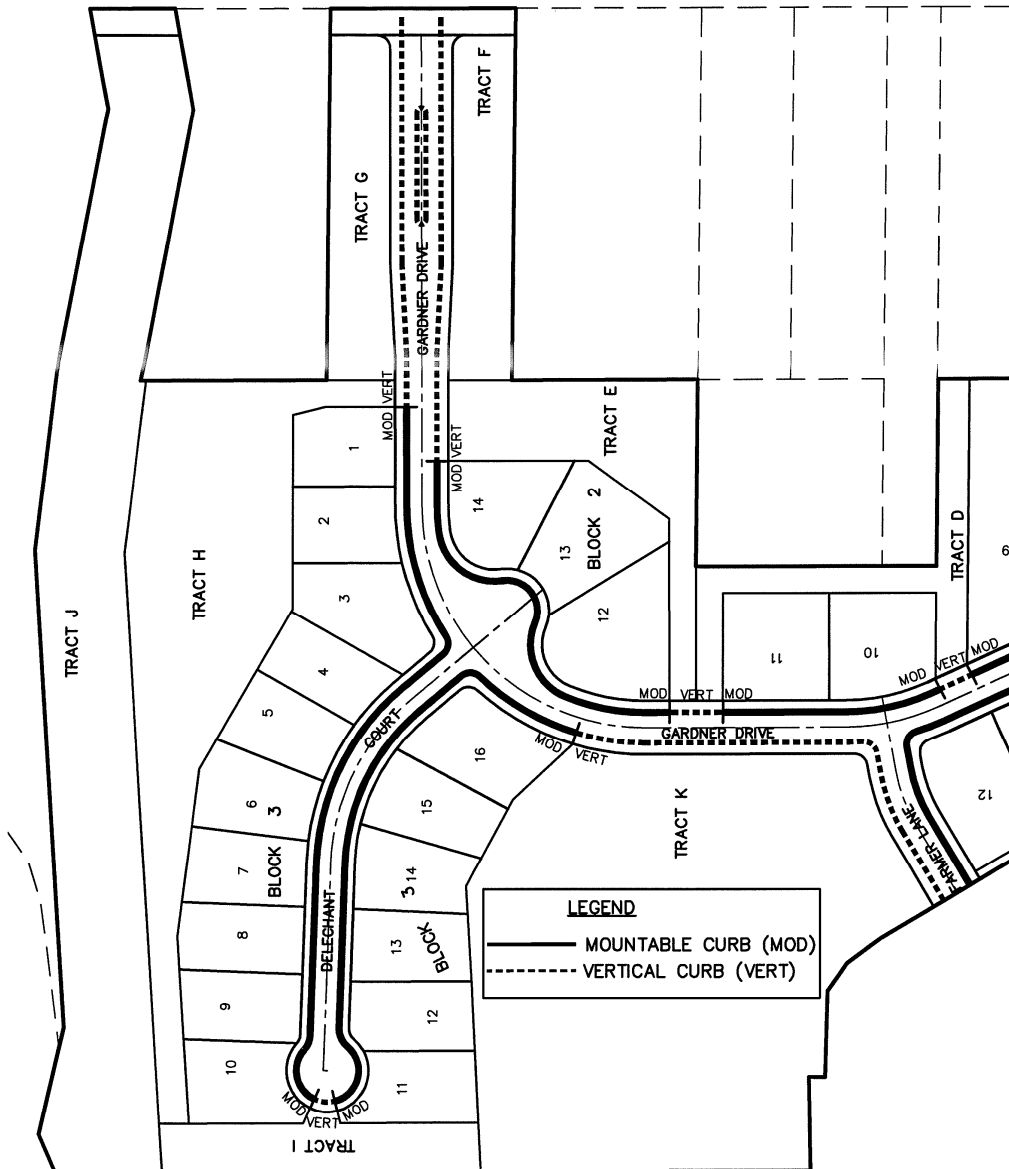 TRACT F
TRACT G
GARDNER DRIVE
MOD VERT
MOD VERT
TRACT E
1
2
3
4
5
6
7
8
9
10
BLOCK 3
14
13
12
BLOCK 2
TRACT H
TRACT J
TRACT D
9
11
10
MOD VERT MOD
MOD VERT MOD
GARDNER DRIVE
MOD VERT
COURT
DELECHANT
16
15
14
13
12
11
BLOCK 3
TRACT K
12
FARMER LANE
LEGEND
MOUNTABLE CURB (MOD)
VERTICAL CURB (VERT)
MOD VERT MOD
TRACT I